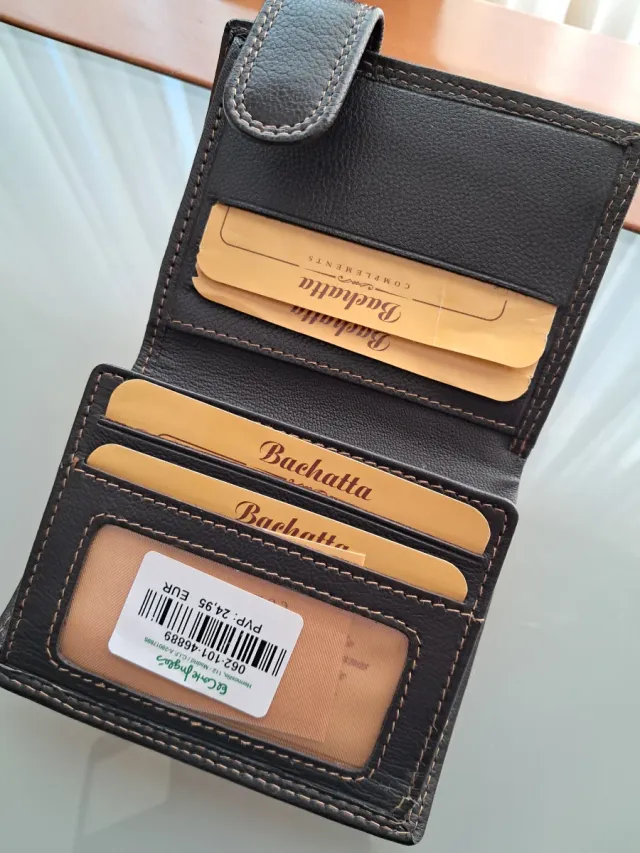 COMPLEMENTS
Bachatta
Bachatta
Bachatta
Bachatta
El Corte Inglés
062-101-46889
PVP: 24,95 EUR